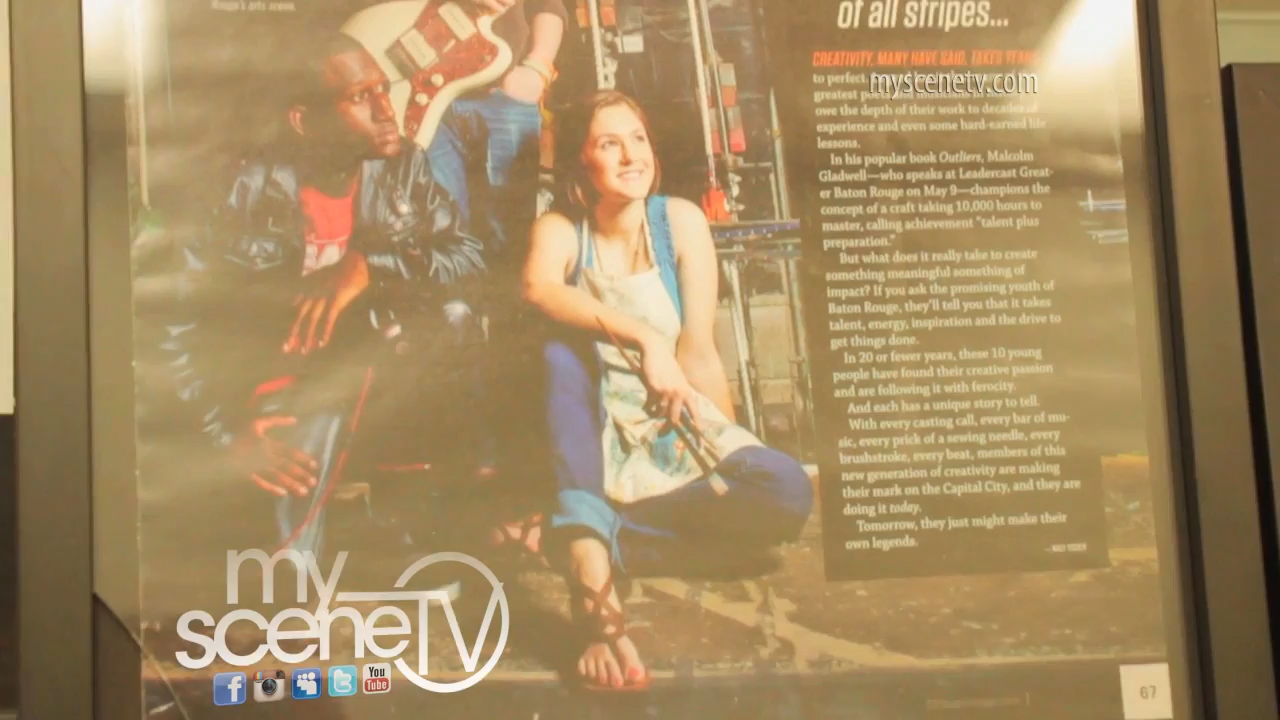 Rouge's arts scene.
of all stripes...
CREATIVITY, MANY HAVE SAID, TAKES YEARS
to perfect.
myscenetv.com
greatest
owe the depth of their work to decades of
experience and even some hard-earned life
lessons.
In his popular book Outliers, Malcolm
Gladwell—who speaks at Leadercast Great-
er Baton Rouge on May 9—champions the
concept of a craft taking 10,000 hours to
master, calling achievement "talent plus
preparation."
But what does it really take to create
something meaningful something of
impact? If you ask the promising youth of
Baton Rouge, they'll tell you that it takes
talent, energy, inspiration and the drive to
get things done.
In 20 or fewer years, these 10 young
people have found their creative passion
and are following it with ferocity.
And each has a unique story to tell.
With every casting call, every bar of mu-
sic, every prick of a sewing needle, every
brushstroke, every beat, members of this
new generation of creativity are making
their mark on the Capital City, and they are
doing it today.
Tomorrow, they just might make their
own legends.
my
sceneTV
You
Tube
67